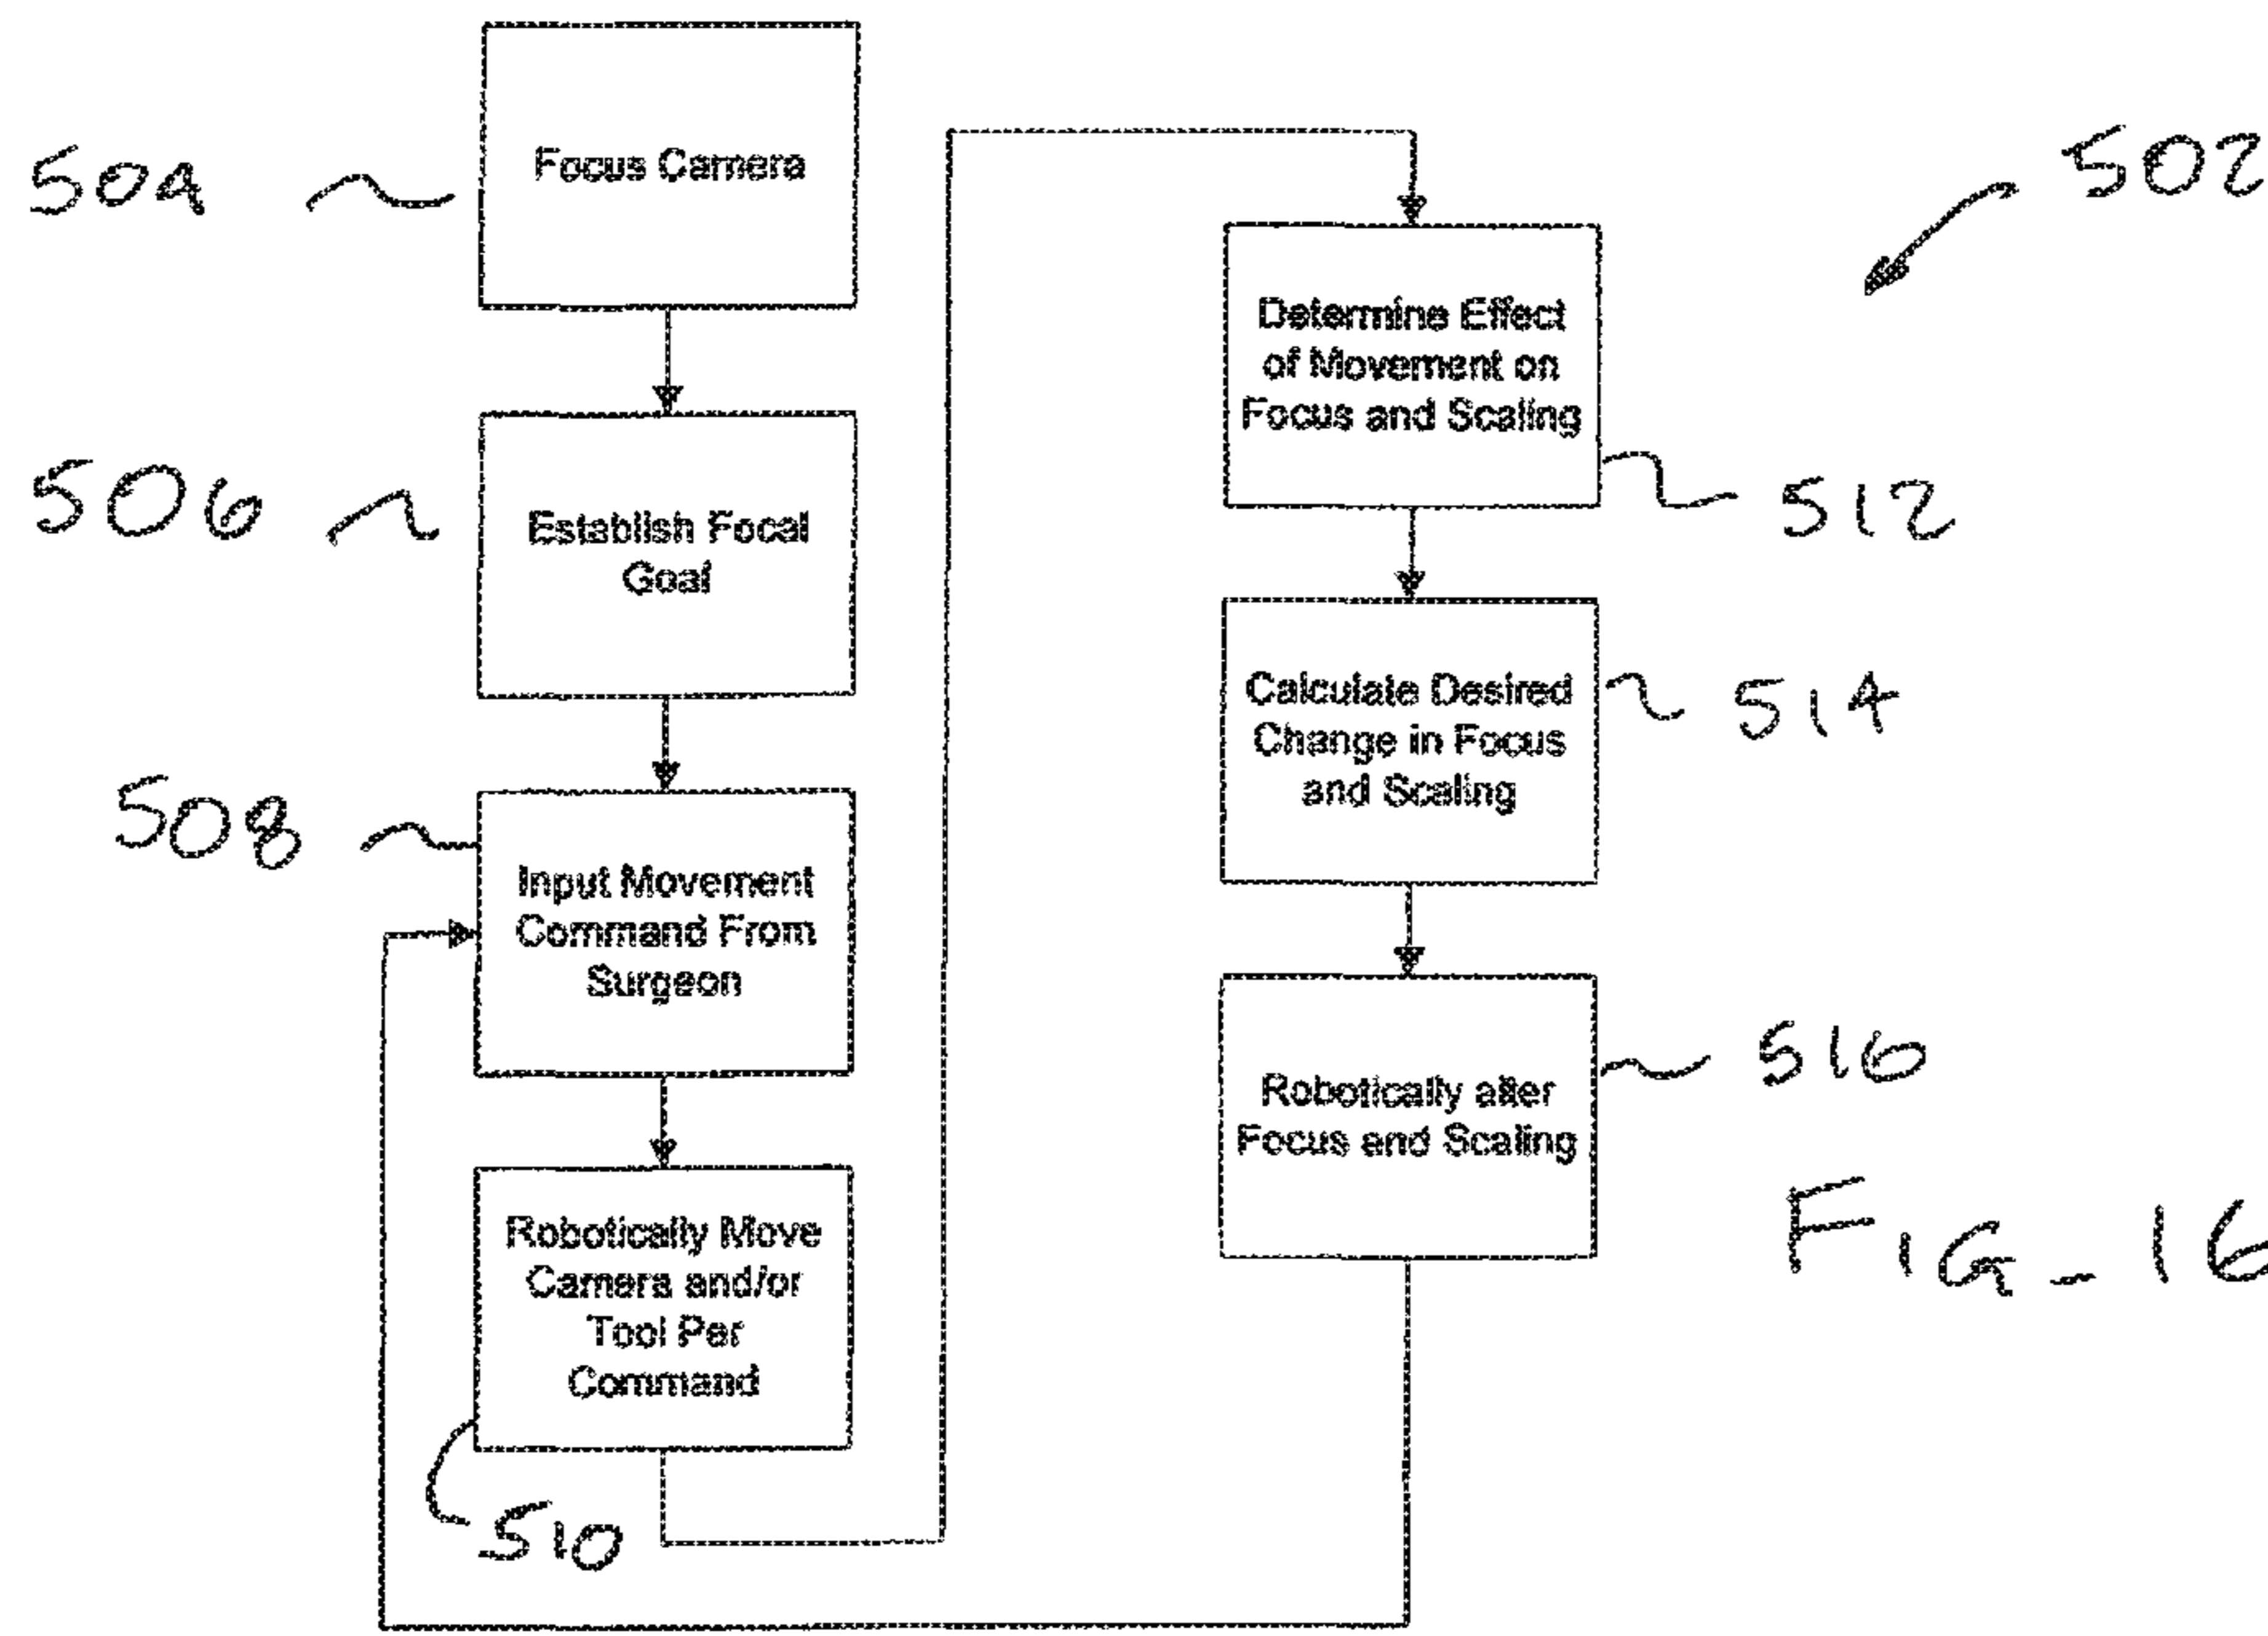 504
Focus Camera
506
Establish Focal
Goal
508
Input Movement
Command From
Surgeon
Robotically Move
Camera and/or
Tool Per
Command
510
502
Determine Effect
of Movement on
Focus and Scaling
512
Calculate Desired
Change in Focus
and Scaling
514
Robotically alter
Focus and Scaling
516
FIG_16